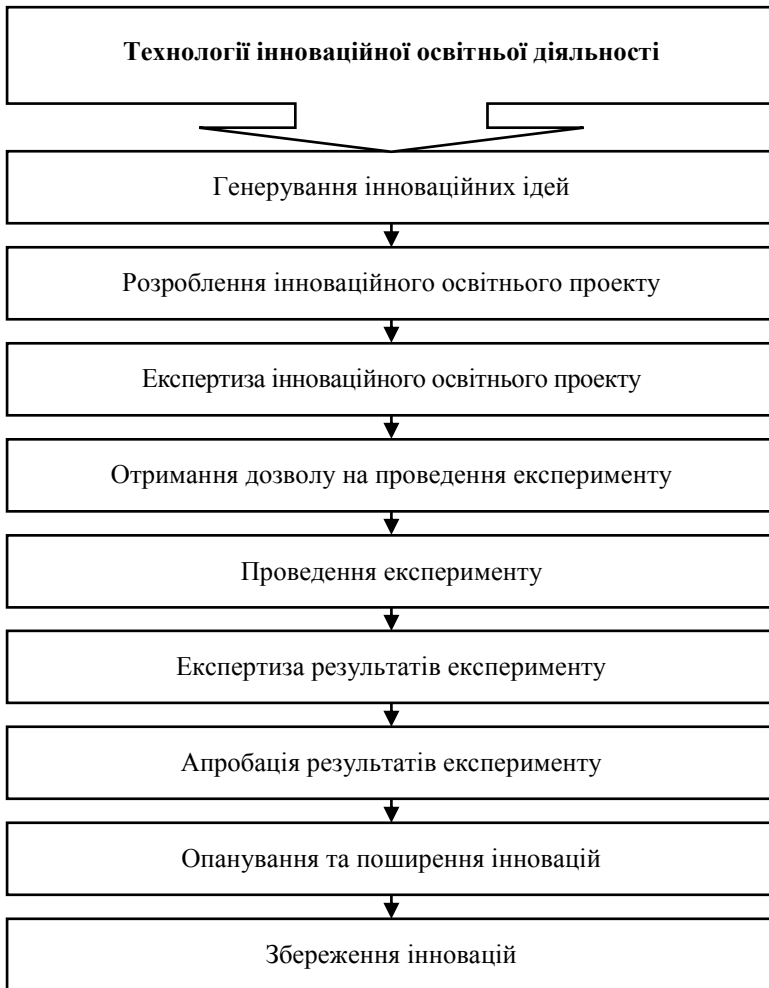 Технології інноваційної освітньої діяльності
Генерування інноваційних ідей
Розроблення інноваційного освітнього проекту
Експертиза інноваційного освітнього проекту
Отримання дозволу на проведення експерименту
Проведення експерименту
Експертиза результатів експерименту
Апробація результатів експерименту
Опанування та поширення інновацій
Збереження інновацій